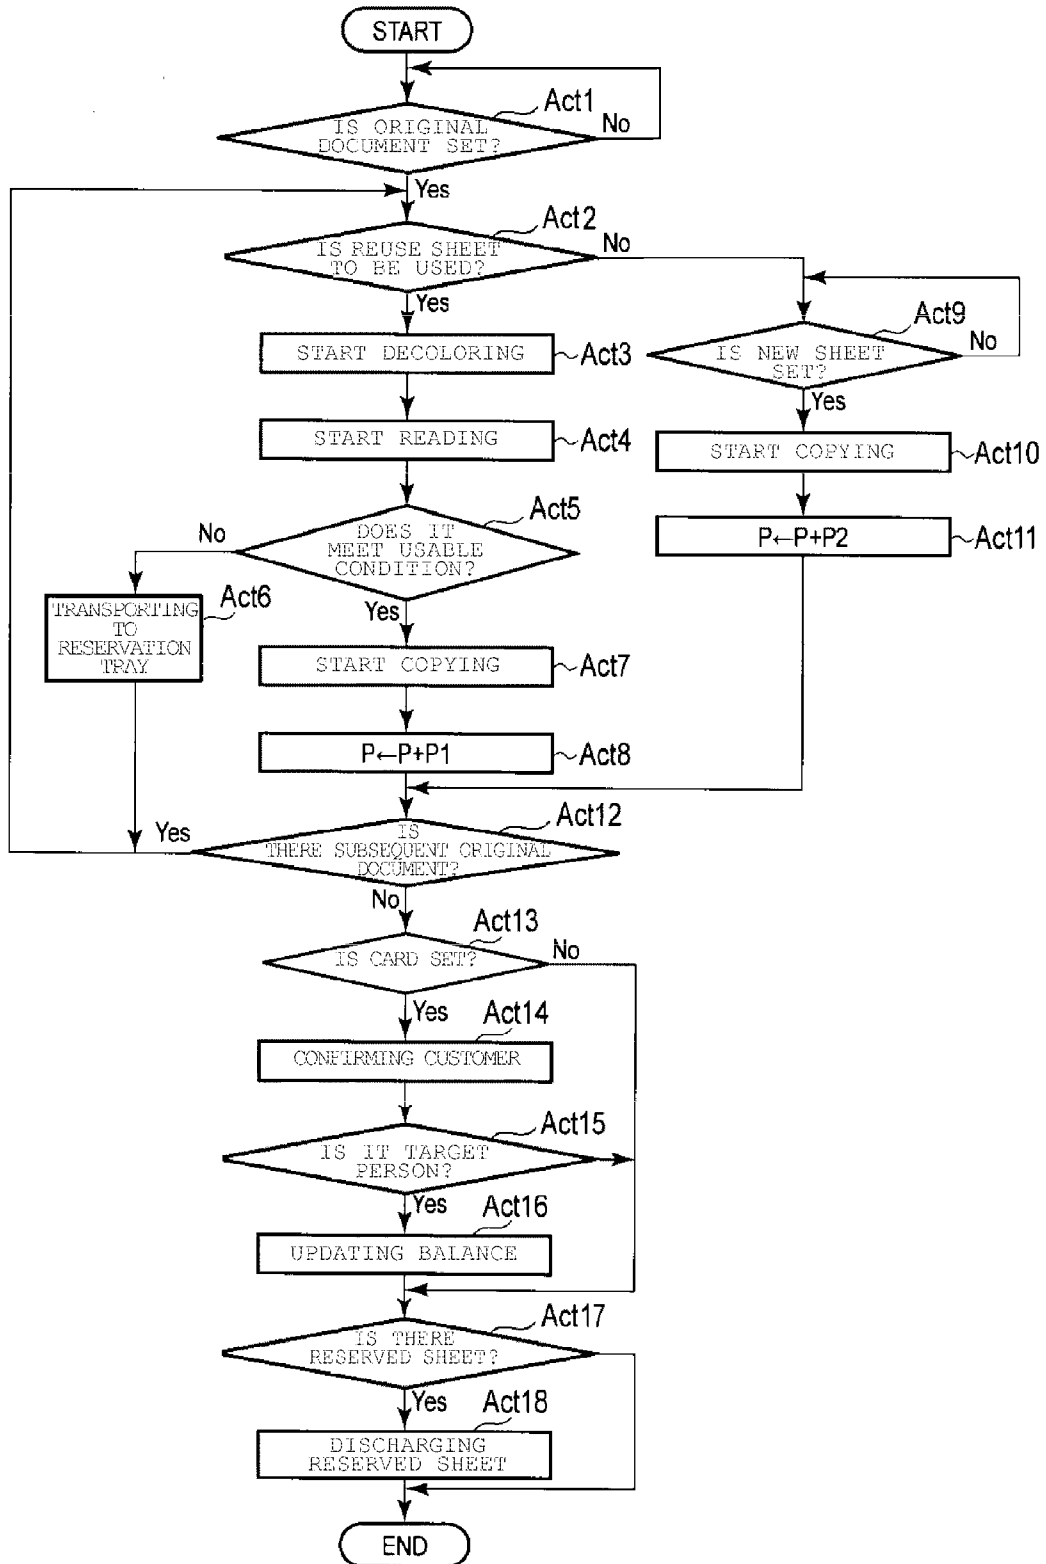 START
Act1
IS ORIGINAL
DOCUMENT SET?
No
Yes
Act2
IS REUSE SHEET
TO BE USED?
No
Yes
START DECOLORING
Act3
Act9
IS NEW SHEET
SET?
No
Yes
START READING
Act4
START COPYING
Act10
Act5
DOES IT
MEET USABLE
CONDITION?
No
Yes
P←P+P2
Act11
TRANSPORTING
TO
RESERVATION
TRAY
Act6
START COPYING
Act7
P←P+P1
Act8
Act12
IS
THERE SUBSEQUENT ORIGINAL
DOCUMENT?
Yes
No
Act13
IS CARD SET?
No
Yes
Act14
CONFIRMING CUSTOMER
Act15
IS IT TARGET
PERSON?
Yes
Act16
UPDATING BALANCE
Act17
IS THERE
RESERVED SHEET?
Yes
Act18
DISCHARGING
RESERVED SHEET
END